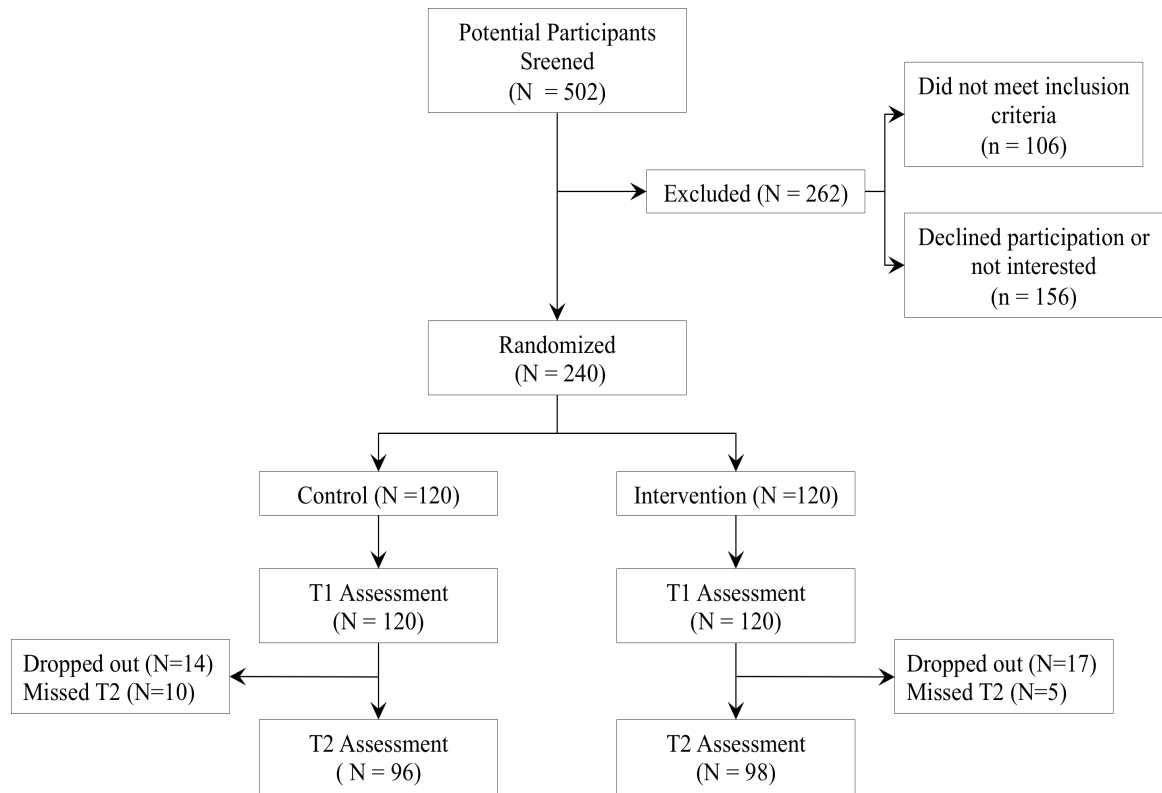 Potential Participants
Sreened
(N  = 502)
Did not meet inclusion
criteria
(n = 106)
Excluded (N = 262)
Declined participation or
not interested
(n = 156)
Randomized
(N = 240)
Control (N =120)
Intervention (N =120)
T1 Assessment
(N = 120)
T1 Assessment
(N = 120)
Dropped out (N=14)
Missed T2 (N=10)
Dropped out (N=17)
Missed T2 (N=5)
T2 Assessment
( N = 96)
T2 Assessment
(N = 98)